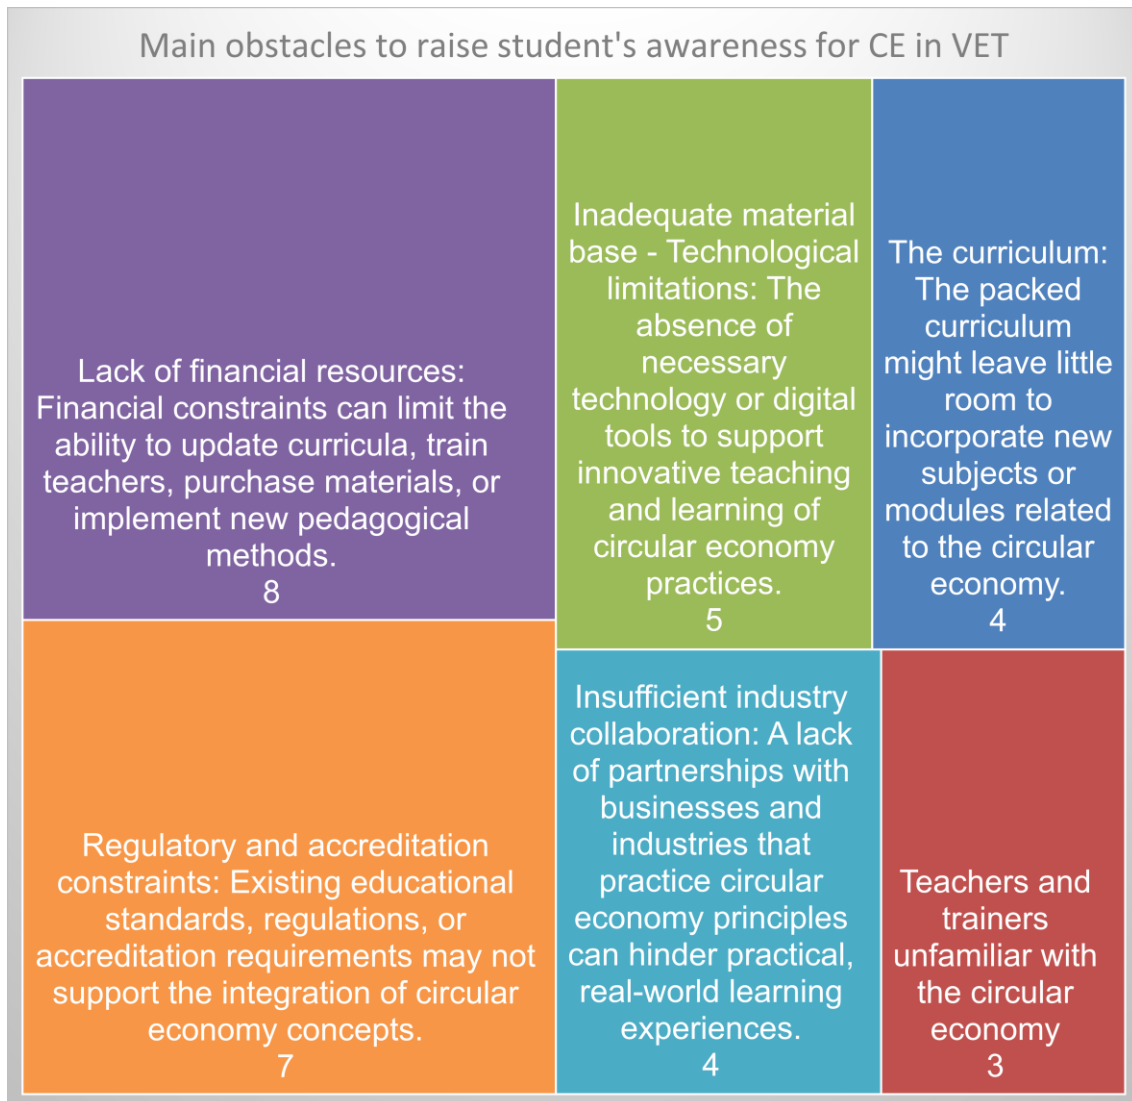 Main obstacles to raise student's awareness for CE in VET
Lack of financial resources:
Financial constraints can limit the
ability to update curricula, train
teachers, purchase materials, or
implement new pedagogical
methods.
8
Regulatory and accreditation
constraints: Existing educational
standards, regulations, or
accreditation requirements may not
support the integration of circular
economy concepts.
7
Inadequate material
base - Technological
limitations: The
absence of
necessary
technology or digital
tools to support
innovative teaching
and learning of
circular economy
practices.
5
The curriculum:
The packed
curriculum
might leave little
room to
incorporate new
subjects or
modules related
to the circular
economy.
4
Insufficient industry
collaboration: A lack
of partnerships with
businesses and
industries that
practice circular
economy principles
can hinder practical,
real-world learning
experiences.
4
Teachers and
trainers
unfamiliar with
the circular
economy
3